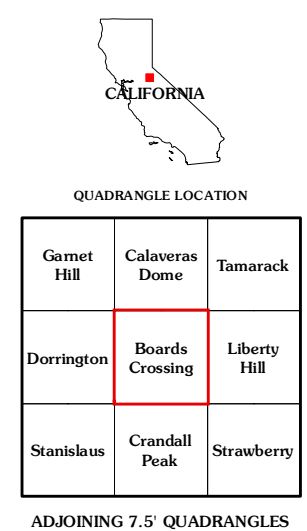 CALIFORNIA
QUADRANGLE LOCATION
Garnet
Hill
Calaveras
Dome
Tamarack
Dorrington
Boards
Crossing
Liberty
Hill
Stanislaus
Crandall
Peak
Strawberry
ADJOINING 7.5' QUADRANGLES